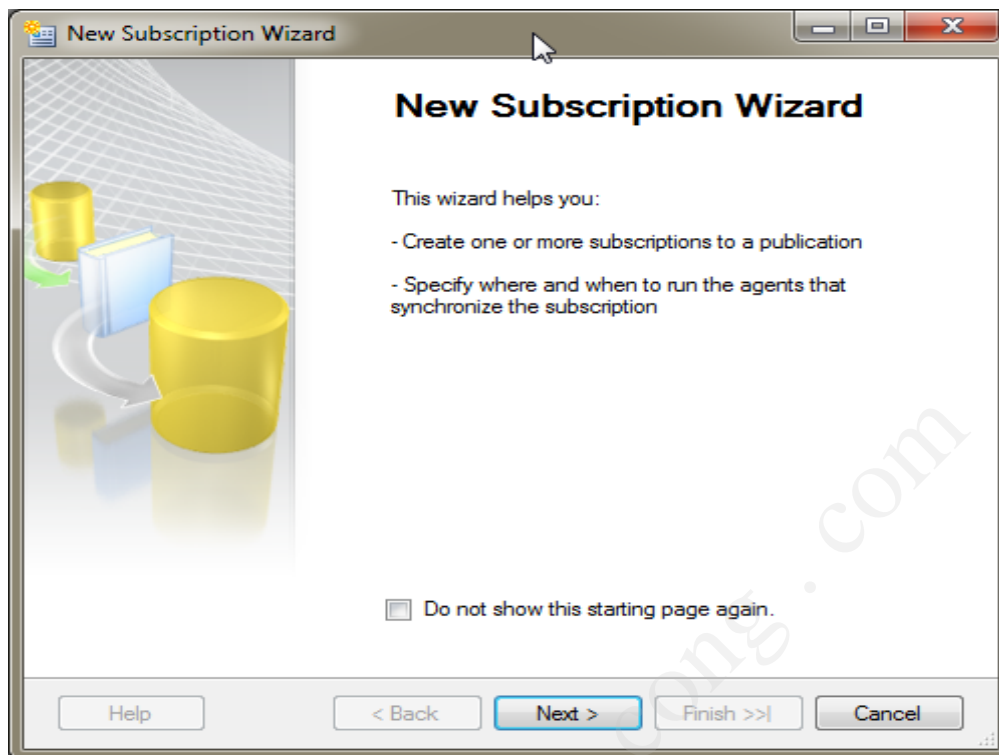 New Subscription Wizard
New Subscription Wizard
This wizard helps you:
- Create one or more subscriptions to a publication
- Specify where and when to run the agents that
synchronize the subscription
Do not show this starting page again.
Help
< Back
Next >
Finish >>|
Cancel
cong . com